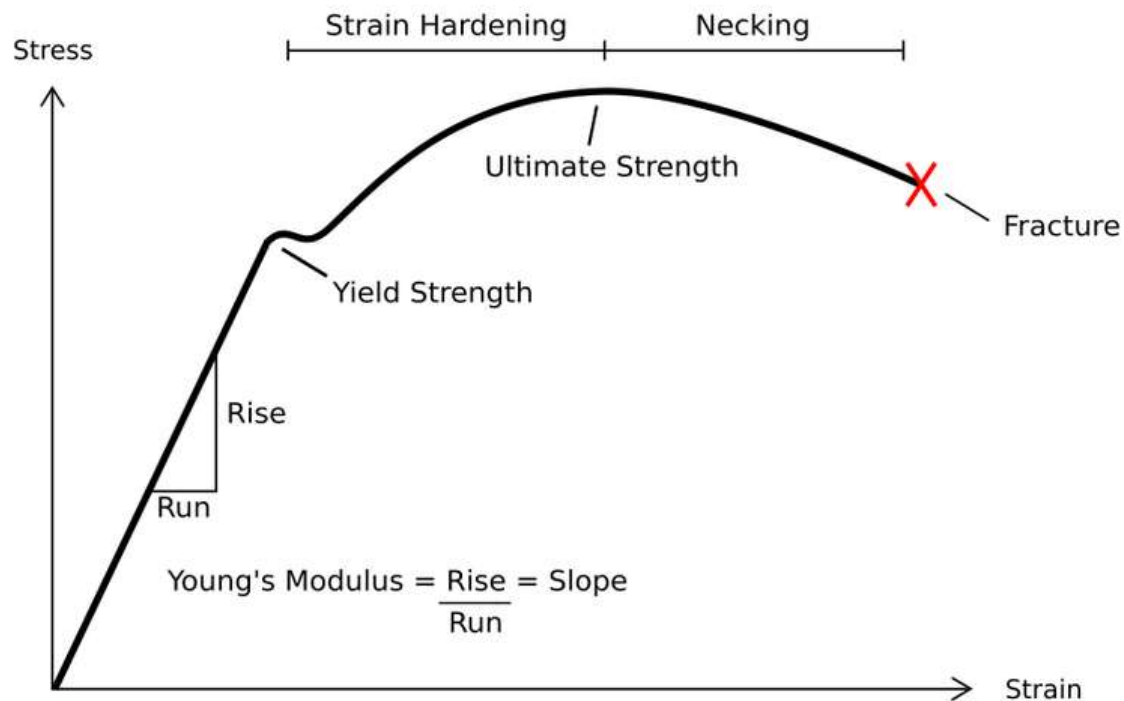 Strain Hardening
Necking
Stress
Ultimate Strength
Fracture
Yield Strength
Rise
Run
Young's Modulus = Rise = Slope
Run
Strain